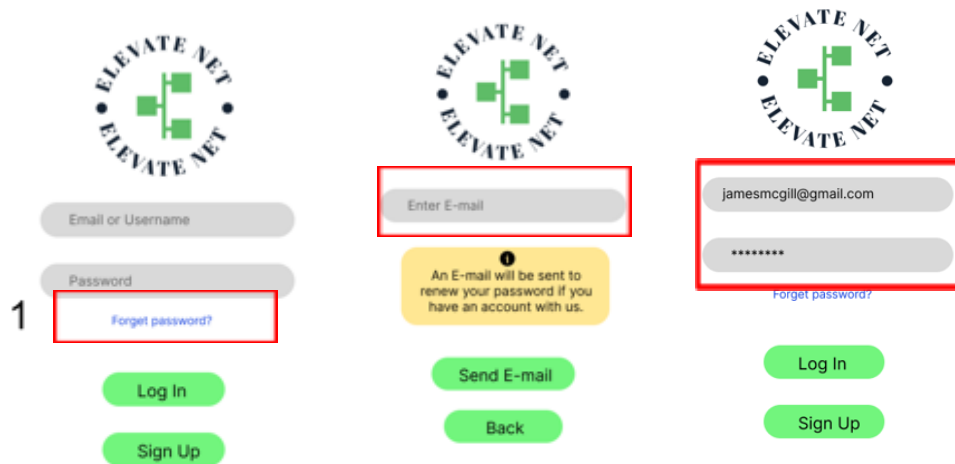 ELEVATE NET
ELEVATE NET
Email or Username
Password
1
Forget password?
Log In
Sign Up
ELEVATE NET
ELEVATE NET
Enter E-mail
i
An E-mail will be sent to
renew your password if you
have an account with us.
Send E-mail
Back
ELEVATE NET
ELEVATE NET
jamesmcgill@gmail.com
********
Forget password?
Log In
Sign Up